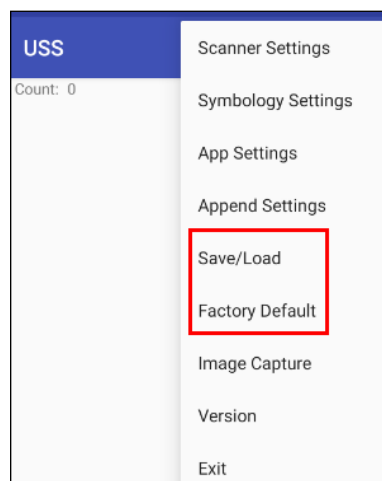 USS
Count: 0
Scanner Settings
Symbology Settings
App Settings
Append Settings
Save/Load
Factory Default
Image Capture
Version
Exit